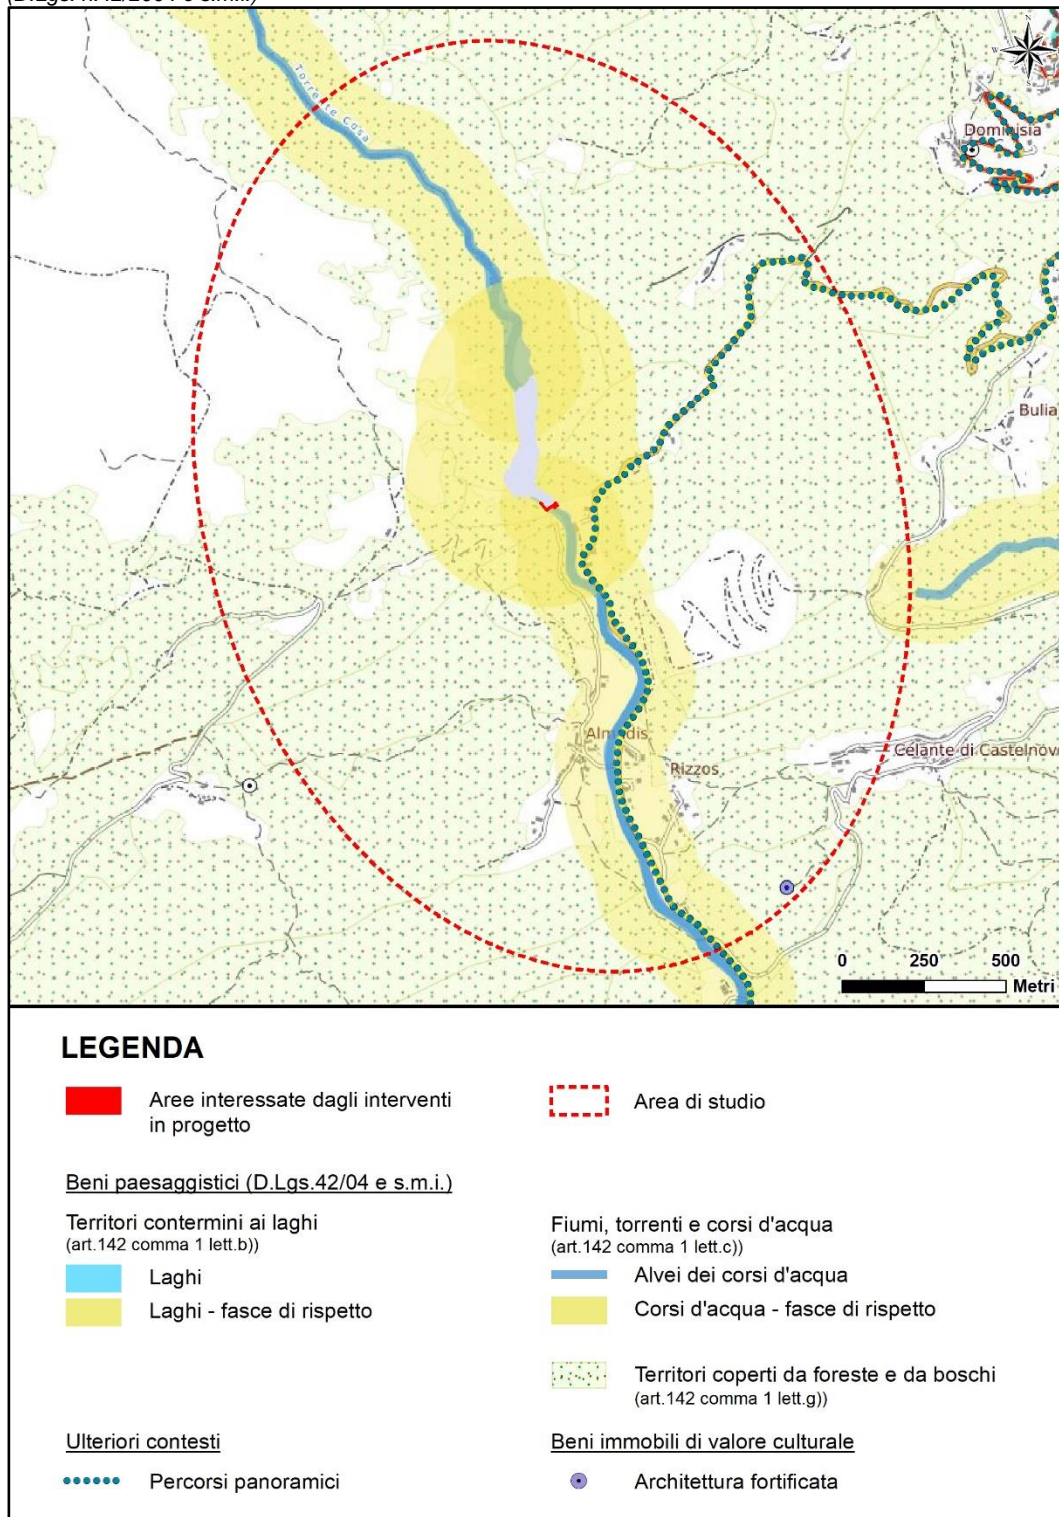 Torrente Cosa
N
Dominisia
Bulia
Almadis
Rizzos
Celante di Castelnov
0 250 500
Metri
LEGENDA
Aree interessate dagli interventi
in progetto
Area di studio
Beni paesaggistici (D.Lgs.42/04 e s.m.i.)
Territori contermini ai laghi
(art.142 comma 1 lett.b))
Laghi
Laghi - fasce di rispetto
Fiumi, torrenti e corsi d'acqua
(art.142 comma 1 lett.c))
Alvei dei corsi d'acqua
Corsi d'acqua - fasce di rispetto
Territori coperti da foreste e da boschi
(art.142 comma 1 lett.g))
Ulteriori contesti
Percorsi panoramici
Beni immobili di valore culturale
Architettura fortificata